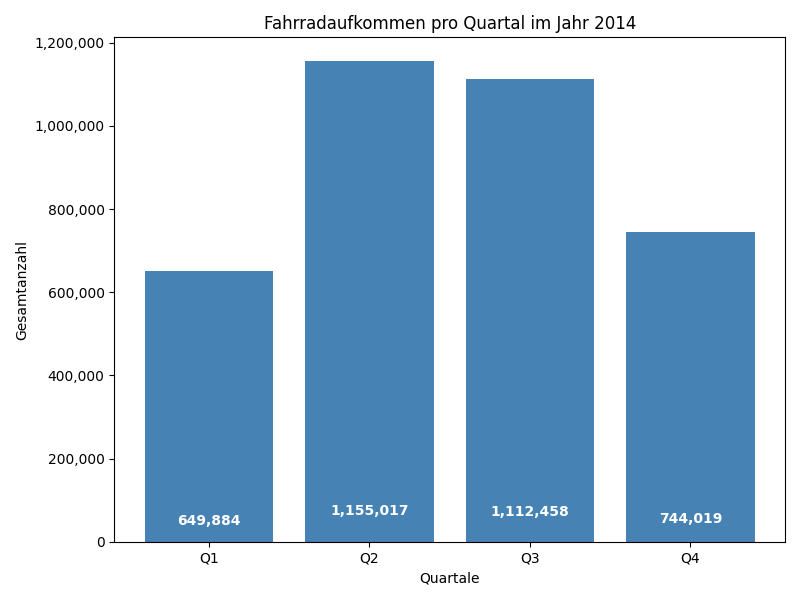 Fahrradaufkommen pro Quartal im Jahr 2014
Gesamtanzahl
1,200,000
1,000,000
800,000
600,000
400,000
200,000
0
649,884
1,155,017
1,112,458
744,019
Q1
Q2
Q3
Q4
Quartale